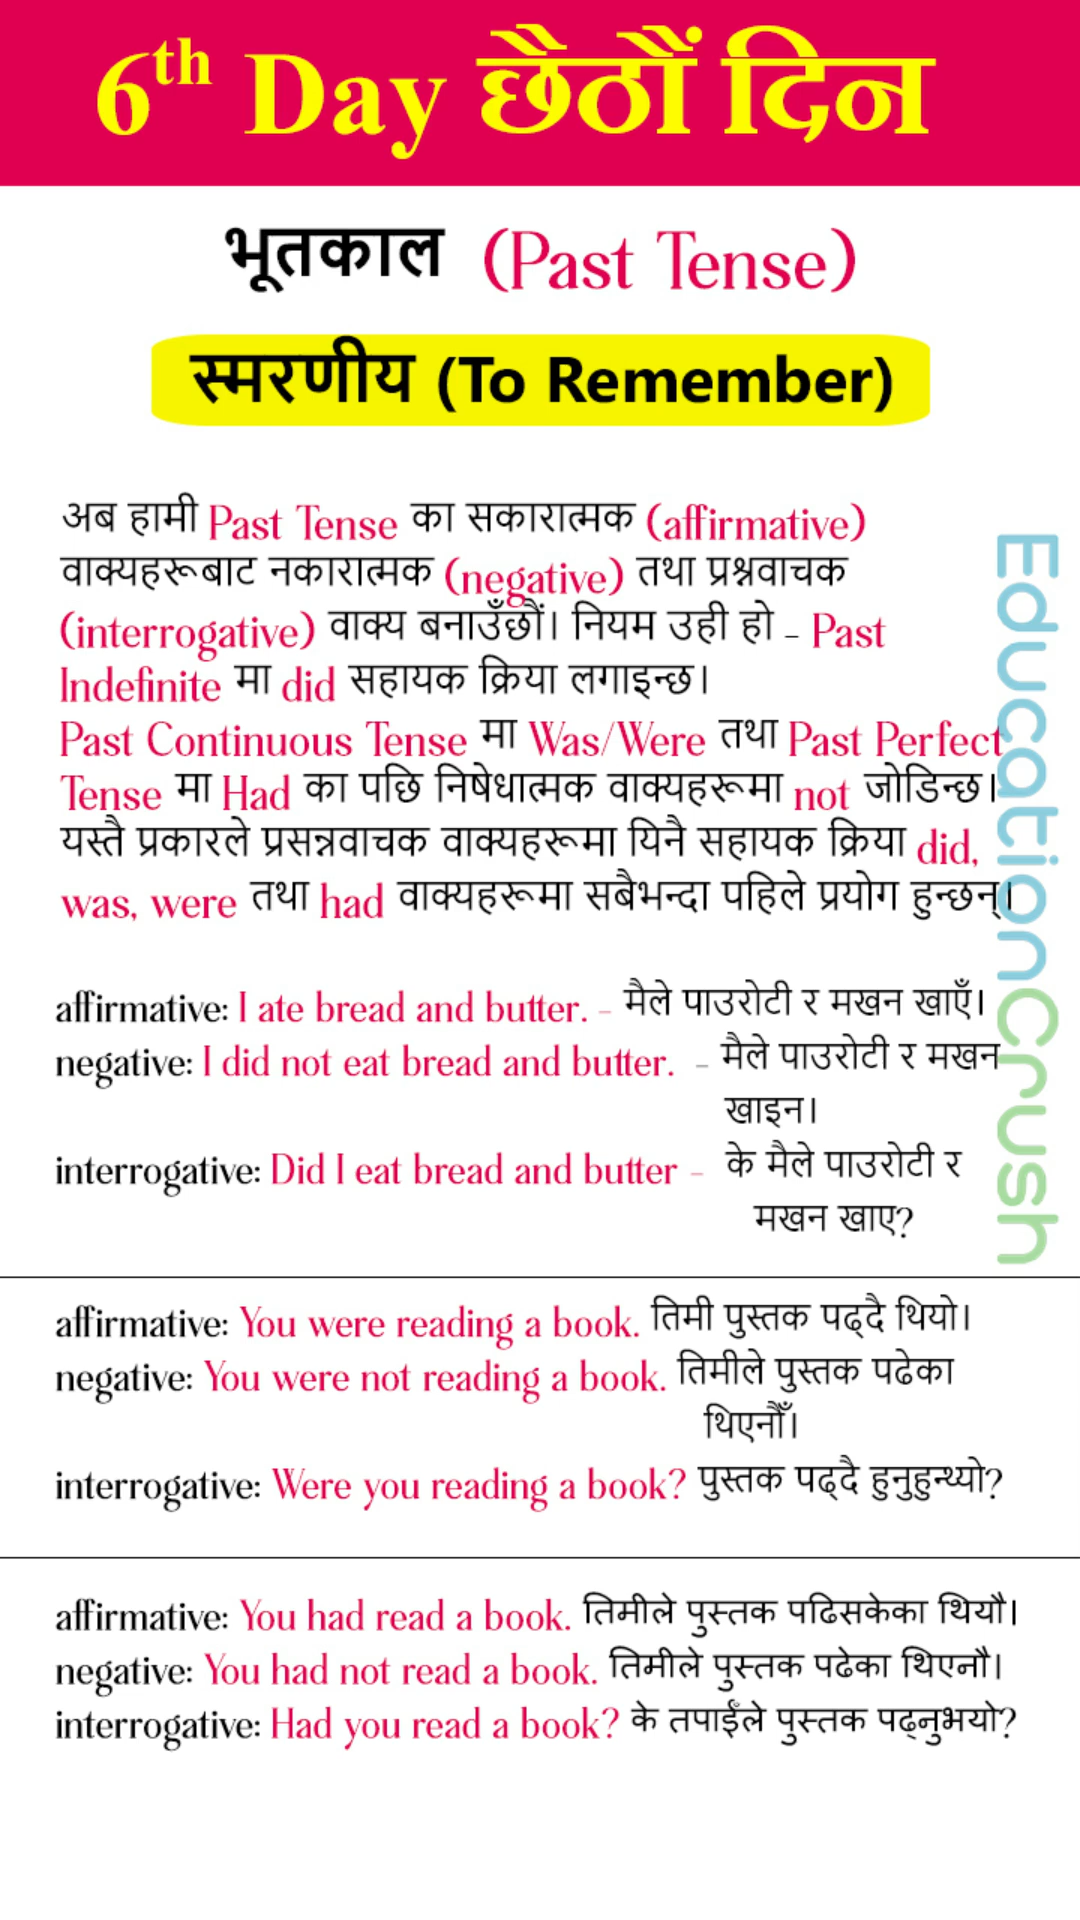 6th Day छैठौं दिन
भूतकाल (Past Tense)
स्मरणीय (To Remember)
अब हामी Past Tense का सकारात्मक (affirmative)
वाक्यहरूबाट नकारात्मक (negative) तथा प्रश्नवाचक
(interrogative) वाक्य बनाउँछौं। नियम उही हो - Past
Indefinite मा did सहायक क्रिया लगाइन्छ।
Past Continuous Tense मा Was/Were तथा Past Perfect
Tense मा Had का पछि निषेधात्मक वाक्यहरूमा not जोडिन्छ।
यस्तै प्रकारले प्रसन्नवाचक वाक्यहरूमा यिनै सहायक क्रिया did,
was, were तथा had वाक्यहरूमा सबैभन्दा पहिले प्रयोग हुन्छन्।
affirmative: I ate bread and butter. - मैले पाउरोटी र मखन खाएँ।
negative: I did not eat bread and butter. - मैले पाउरोटी र मखन
खाइन।
interrogative: Did I eat bread and butter - के मैले पाउरोटी र
मखन खाए?
affirmative: You were reading a book. तिमी पुस्तक पढ्दै थियो।
negative: You were not reading a book. तिमीले पुस्तक पढेका
थिएनौँ।
interrogative: Were you reading a book? पुस्तक पढ्दै हुनुहुन्थ्यो?
affirmative: You had read a book. तिमीले पुस्तक पढिसकेका थियौ।
negative: You had not read a book. तिमीले पुस्तक पढेका थिएनौ।
interrogative: Had you read a book? के तपाईँले पुस्तक पढ्नुभयो?
EducationCrush